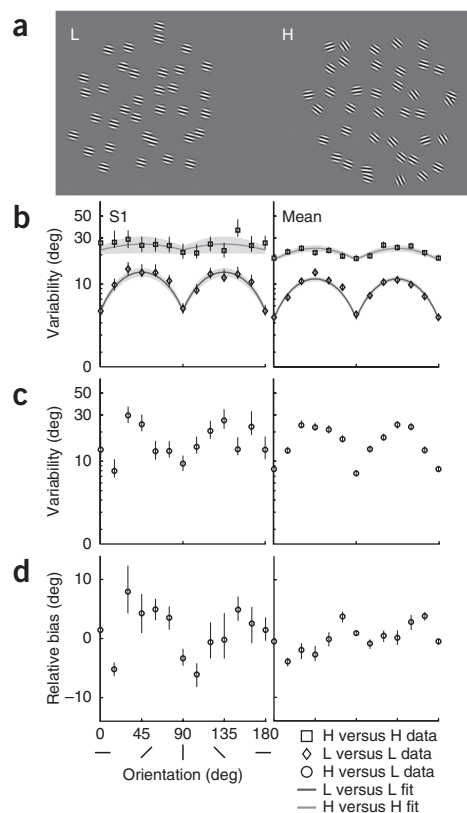 a
L
H
b
S1
Mean
Variability (deg)
50
30
10
0
c
Variability (deg)
50
30
10
0
d
Relative bias (deg)
10
0
−10
0
45
90
135
180
Orientation (deg)
H versus H data
L versus L data
H versus L data
L versus L fit
H versus H fit